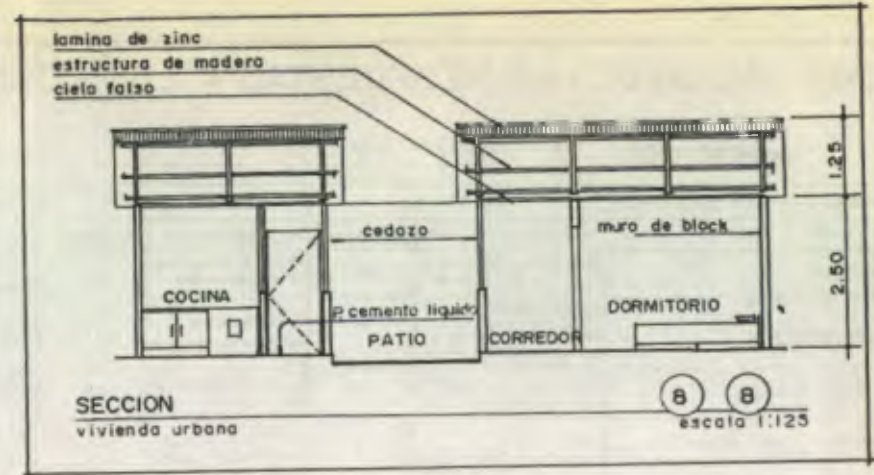 lamina de zinc
estructura de madera
cielo falso
1.25
cedazo
muro de block
2.50
COCINA
DORMITORIO
P. cemento liquido
PATIO
CORREDOR
SECCION
8 8
vivienda urbana
escala 1:125